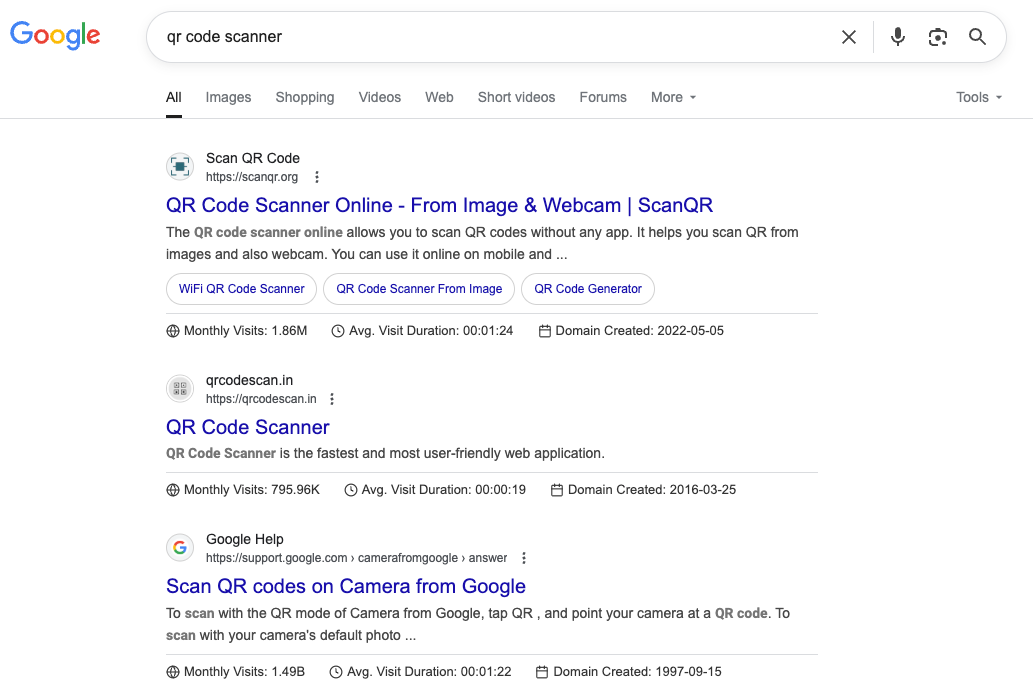 Google
qr code scanner
All Images Shopping Videos Web Short videos Forums More Tools
Scan QR Code
https://scanqr.org
QR Code Scanner Online - From Image & Webcam | ScanQR
The QR code scanner online allows you to scan QR codes without any app. It helps you scan QR from
images and also webcam. You can use it online on mobile and ...
WiFi QR Code Scanner QR Code Scanner From Image QR Code Generator
Monthly Visits: 1.86M Avg. Visit Duration: 00:01:24 Domain Created: 2022-05-05
qrcodescan.in
https://qrcodescan.in
QR Code Scanner
QR Code Scanner is the fastest and most user-friendly web application.
Monthly Visits: 795.96K Avg. Visit Duration: 00:00:19 Domain Created: 2016-03-25
Google Help
https://support.google.com › camerafromgoogle › answer
Scan QR codes on Camera from Google
To scan with the QR mode of Camera from Google, tap QR , and point your camera at a QR code. To
scan with your camera's default photo ...
Monthly Visits: 1.49B Avg. Visit Duration: 00:01:22 Domain Created: 1997-09-15